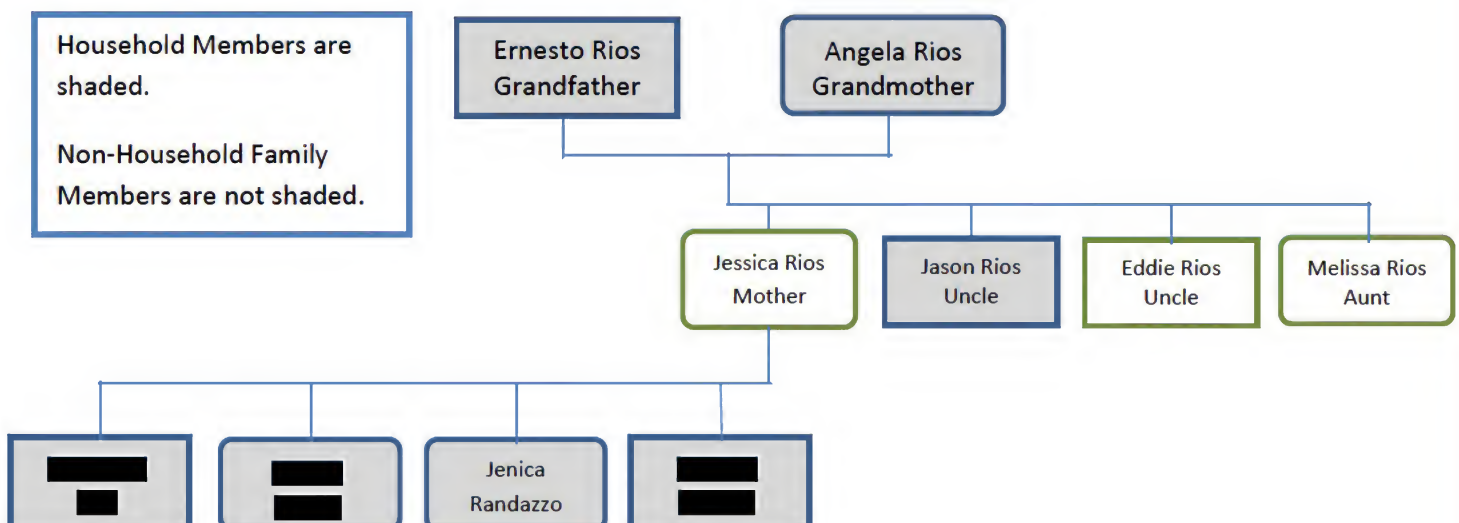 Household Members are
shaded.
Non-Household Family
Members are not shaded.
Ernesto Rios
Grandfather
Angela Rios
Grandmother
Jessica Rios
Mother
Jason Rios
Uncle
Eddie Rios
Uncle
Melissa Rios
Aunt
Jenica
Randazzo